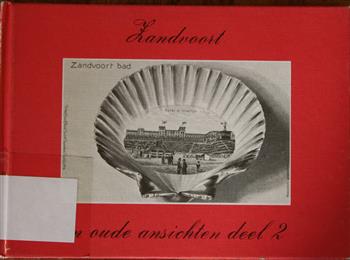 Zandvoort
Zandvoort bad
n oude ansichten deel 2